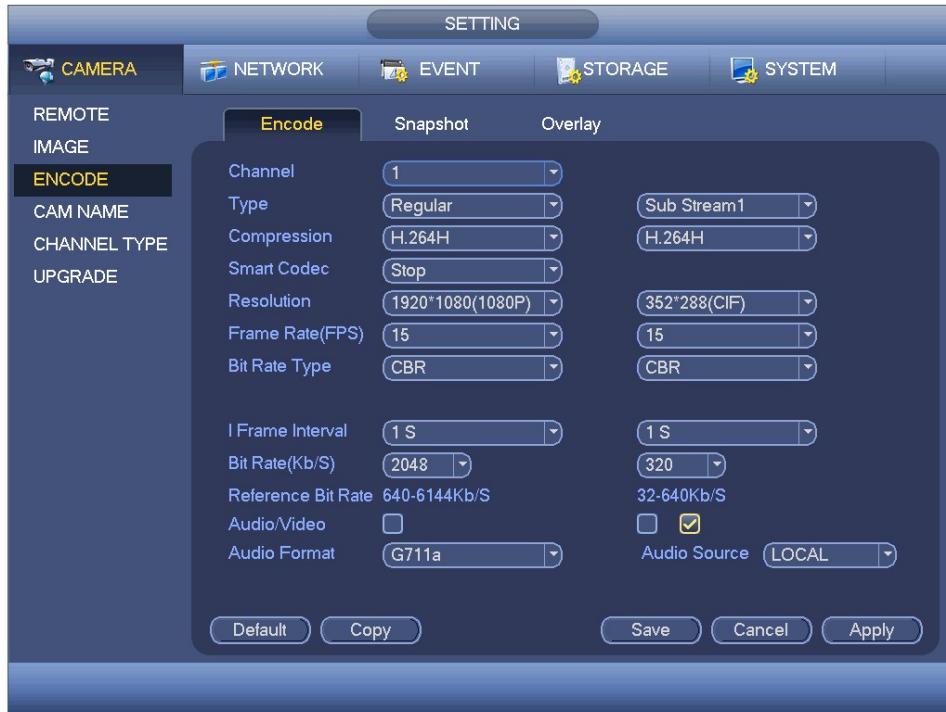 SETTING
CAMERA NETWORK EVENT STORAGE SYSTEM
REMOTE
IMAGE
ENCODE
CAM NAME
CHANNEL TYPE
UPGRADE
Encode Snapshot Overlay
Channel 1
Type Regular Sub Stream1
Compression H.264H H.264H
Smart Codec Stop
Resolution 1920*1080(1080P) 352*288(CIF)
Frame Rate(FPS) 15 15
Bit Rate Type CBR CBR
I Frame Interval 1 S 1 S
Bit Rate(Kb/S) 2048 320
Reference Bit Rate 640-6144Kb/S 32-640Kb/S
Audio/Video
Audio Format G711a Audio Source LOCAL
Default Copy Save Cancel Apply